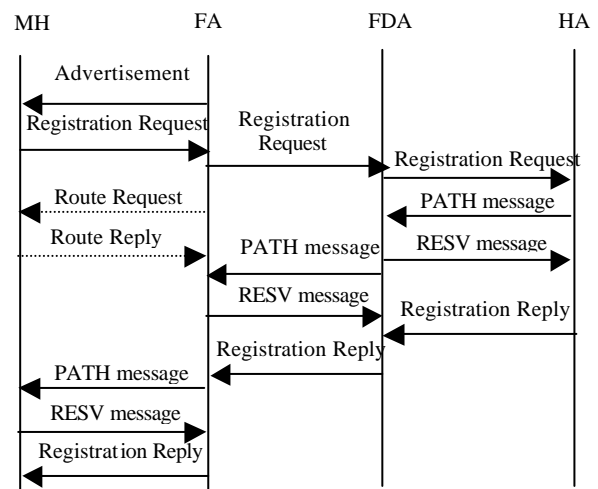 MH FA FDA HA
Advertisement
Registration Request
Registration
Request
Registration Request
Route Request
PATH message
Route Reply
PATH message
RESV message
RESV message
Registration Reply
Registration Reply
PATH message
RESV message
Registration Reply